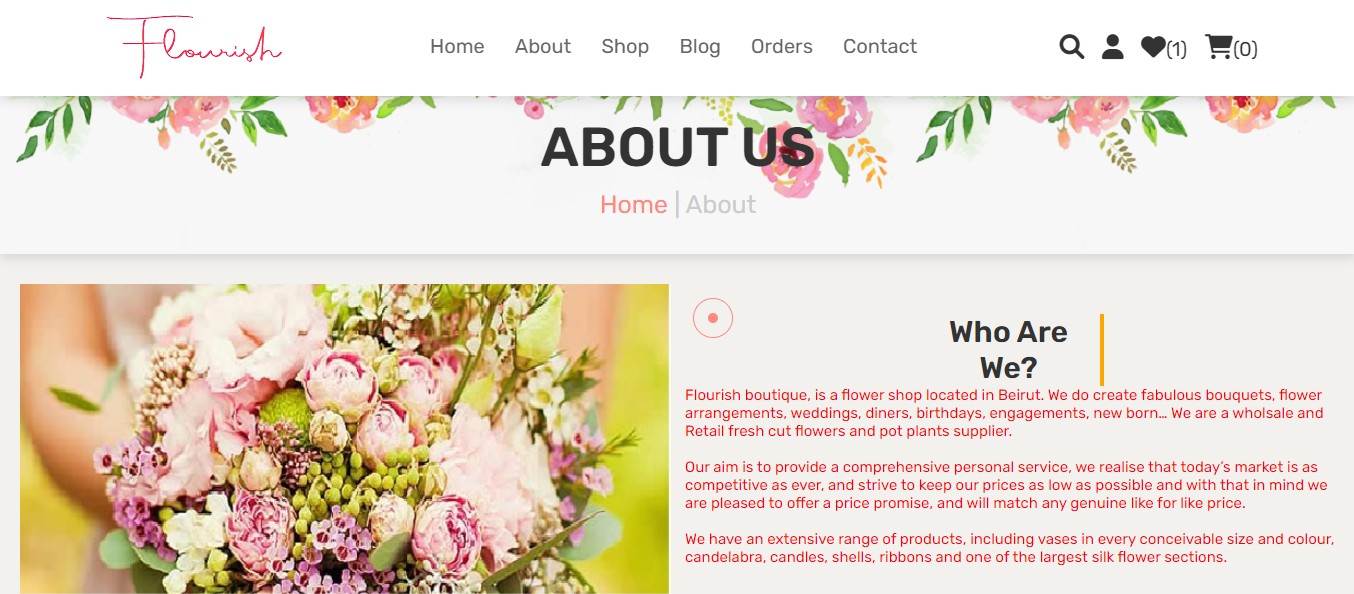 Flourish
Home About Shop Blog Orders Contact
(1) (0)
ABOUT US
Home | About
Who Are
We?
Flourish boutique, is a flower shop located in Beirut. We do create fabulous bouquets, flower
arrangements, weddings, diners, birthdays, engagements, new born... We are a wholsale and
Retail fresh cut flowers and pot plants supplier.
Our aim is to provide a comprehensive personal service, we realise that today's market is as
competitive as ever, and strive to keep our prices as low as possible and with that in mind we
are pleased to offer a price promise, and will match any genuine like for like price.
We have an extensive range of products, including vases in every conceivable size and colour,
candelabra, candles, shells, ribbons and one of the largest silk flower sections.